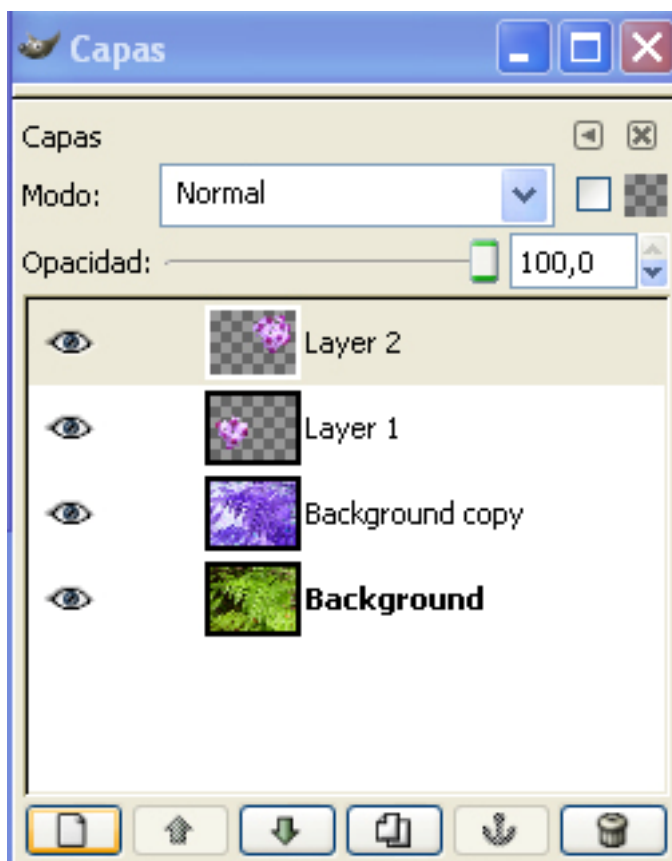 Capas
Capas
Modo: Normal
Opacidad: 100,0
Layer 2
Layer 1
Background copy
Background